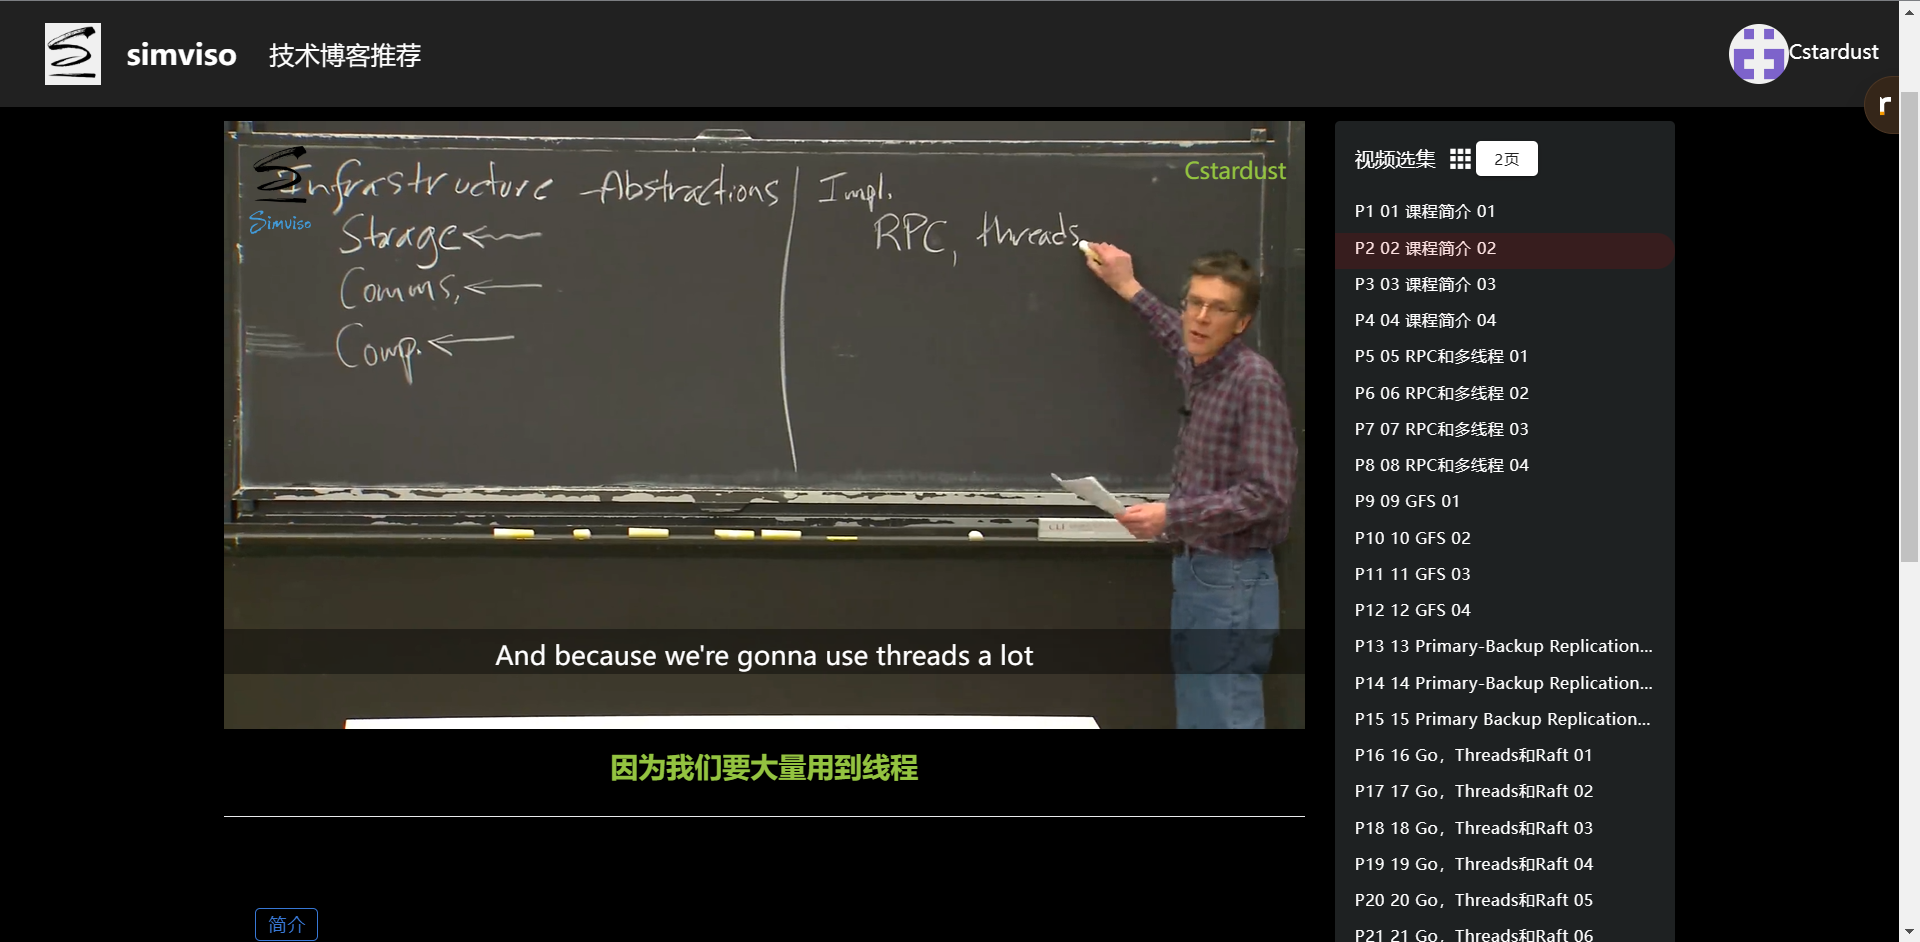 simviso 技术博客推荐
Cstardust
r
Cstardust
Simviso
Infrastructure - Abstractions
Storage
Comms.
Comp.
Impl.
RPC, threads
And because we're gonna use threads a lot
因为我们要大量用到线程
简介
视频选集 2页
P1 01 课程简介 01
P2 02 课程简介 02
P3 03 课程简介 03
P4 04 课程简介 04
P5 05 RPC和多线程 01
P6 06 RPC和多线程 02
P7 07 RPC和多线程 03
P8 08 RPC和多线程 04
P9 09 GFS 01
P10 10 GFS 02
P11 11 GFS 03
P12 12 GFS 04
P13 13 Primary-Backup Replication...
P14 14 Primary-Backup Replication...
P15 15 Primary Backup Replication...
P16 16 Go，Threads和Raft 01
P17 17 Go，Threads和Raft 02
P18 18 Go，Threads和Raft 03
P19 19 Go，Threads和Raft 04
P20 20 Go，Threads和Raft 05
P21 21 Go，Threads和Raft 06